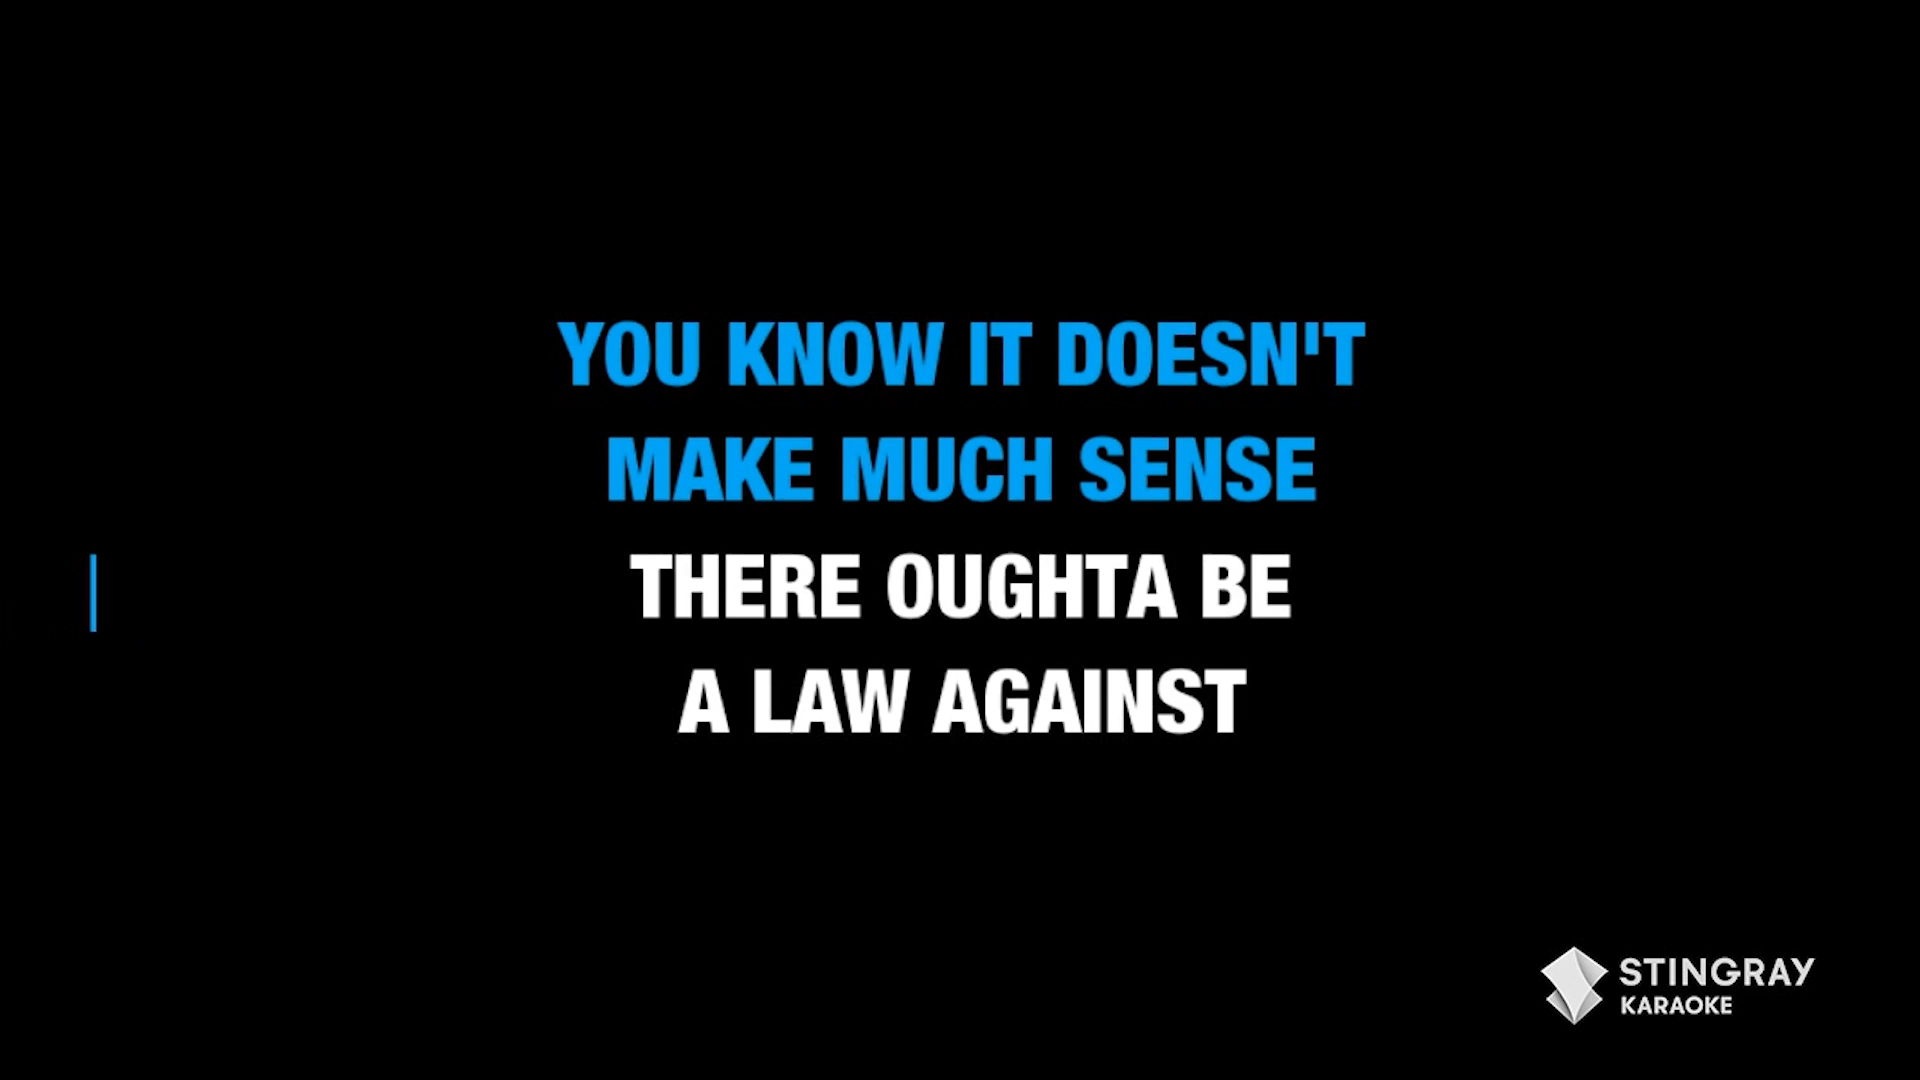 YOU KNOW IT DOESN'T
MAKE MUCH SENSE
THERE OUGHTA BE
A LAW AGAINST
STINGRAY
KARAOKE